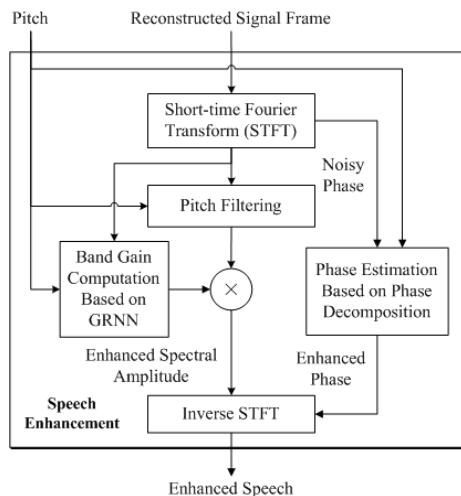 Pitch
Reconstructed Signal Frame
Short-time Fourier
Transform (STFT)
Noisy
Phase
Pitch Filtering
Band Gain
Computation
Based on
GRNN
×
Phase Estimation
Based on Phase
Decomposition
Enhanced Spectral
Amplitude
Enhanced
Phase
Speech
Enhancement
Inverse STFT
Enhanced Speech